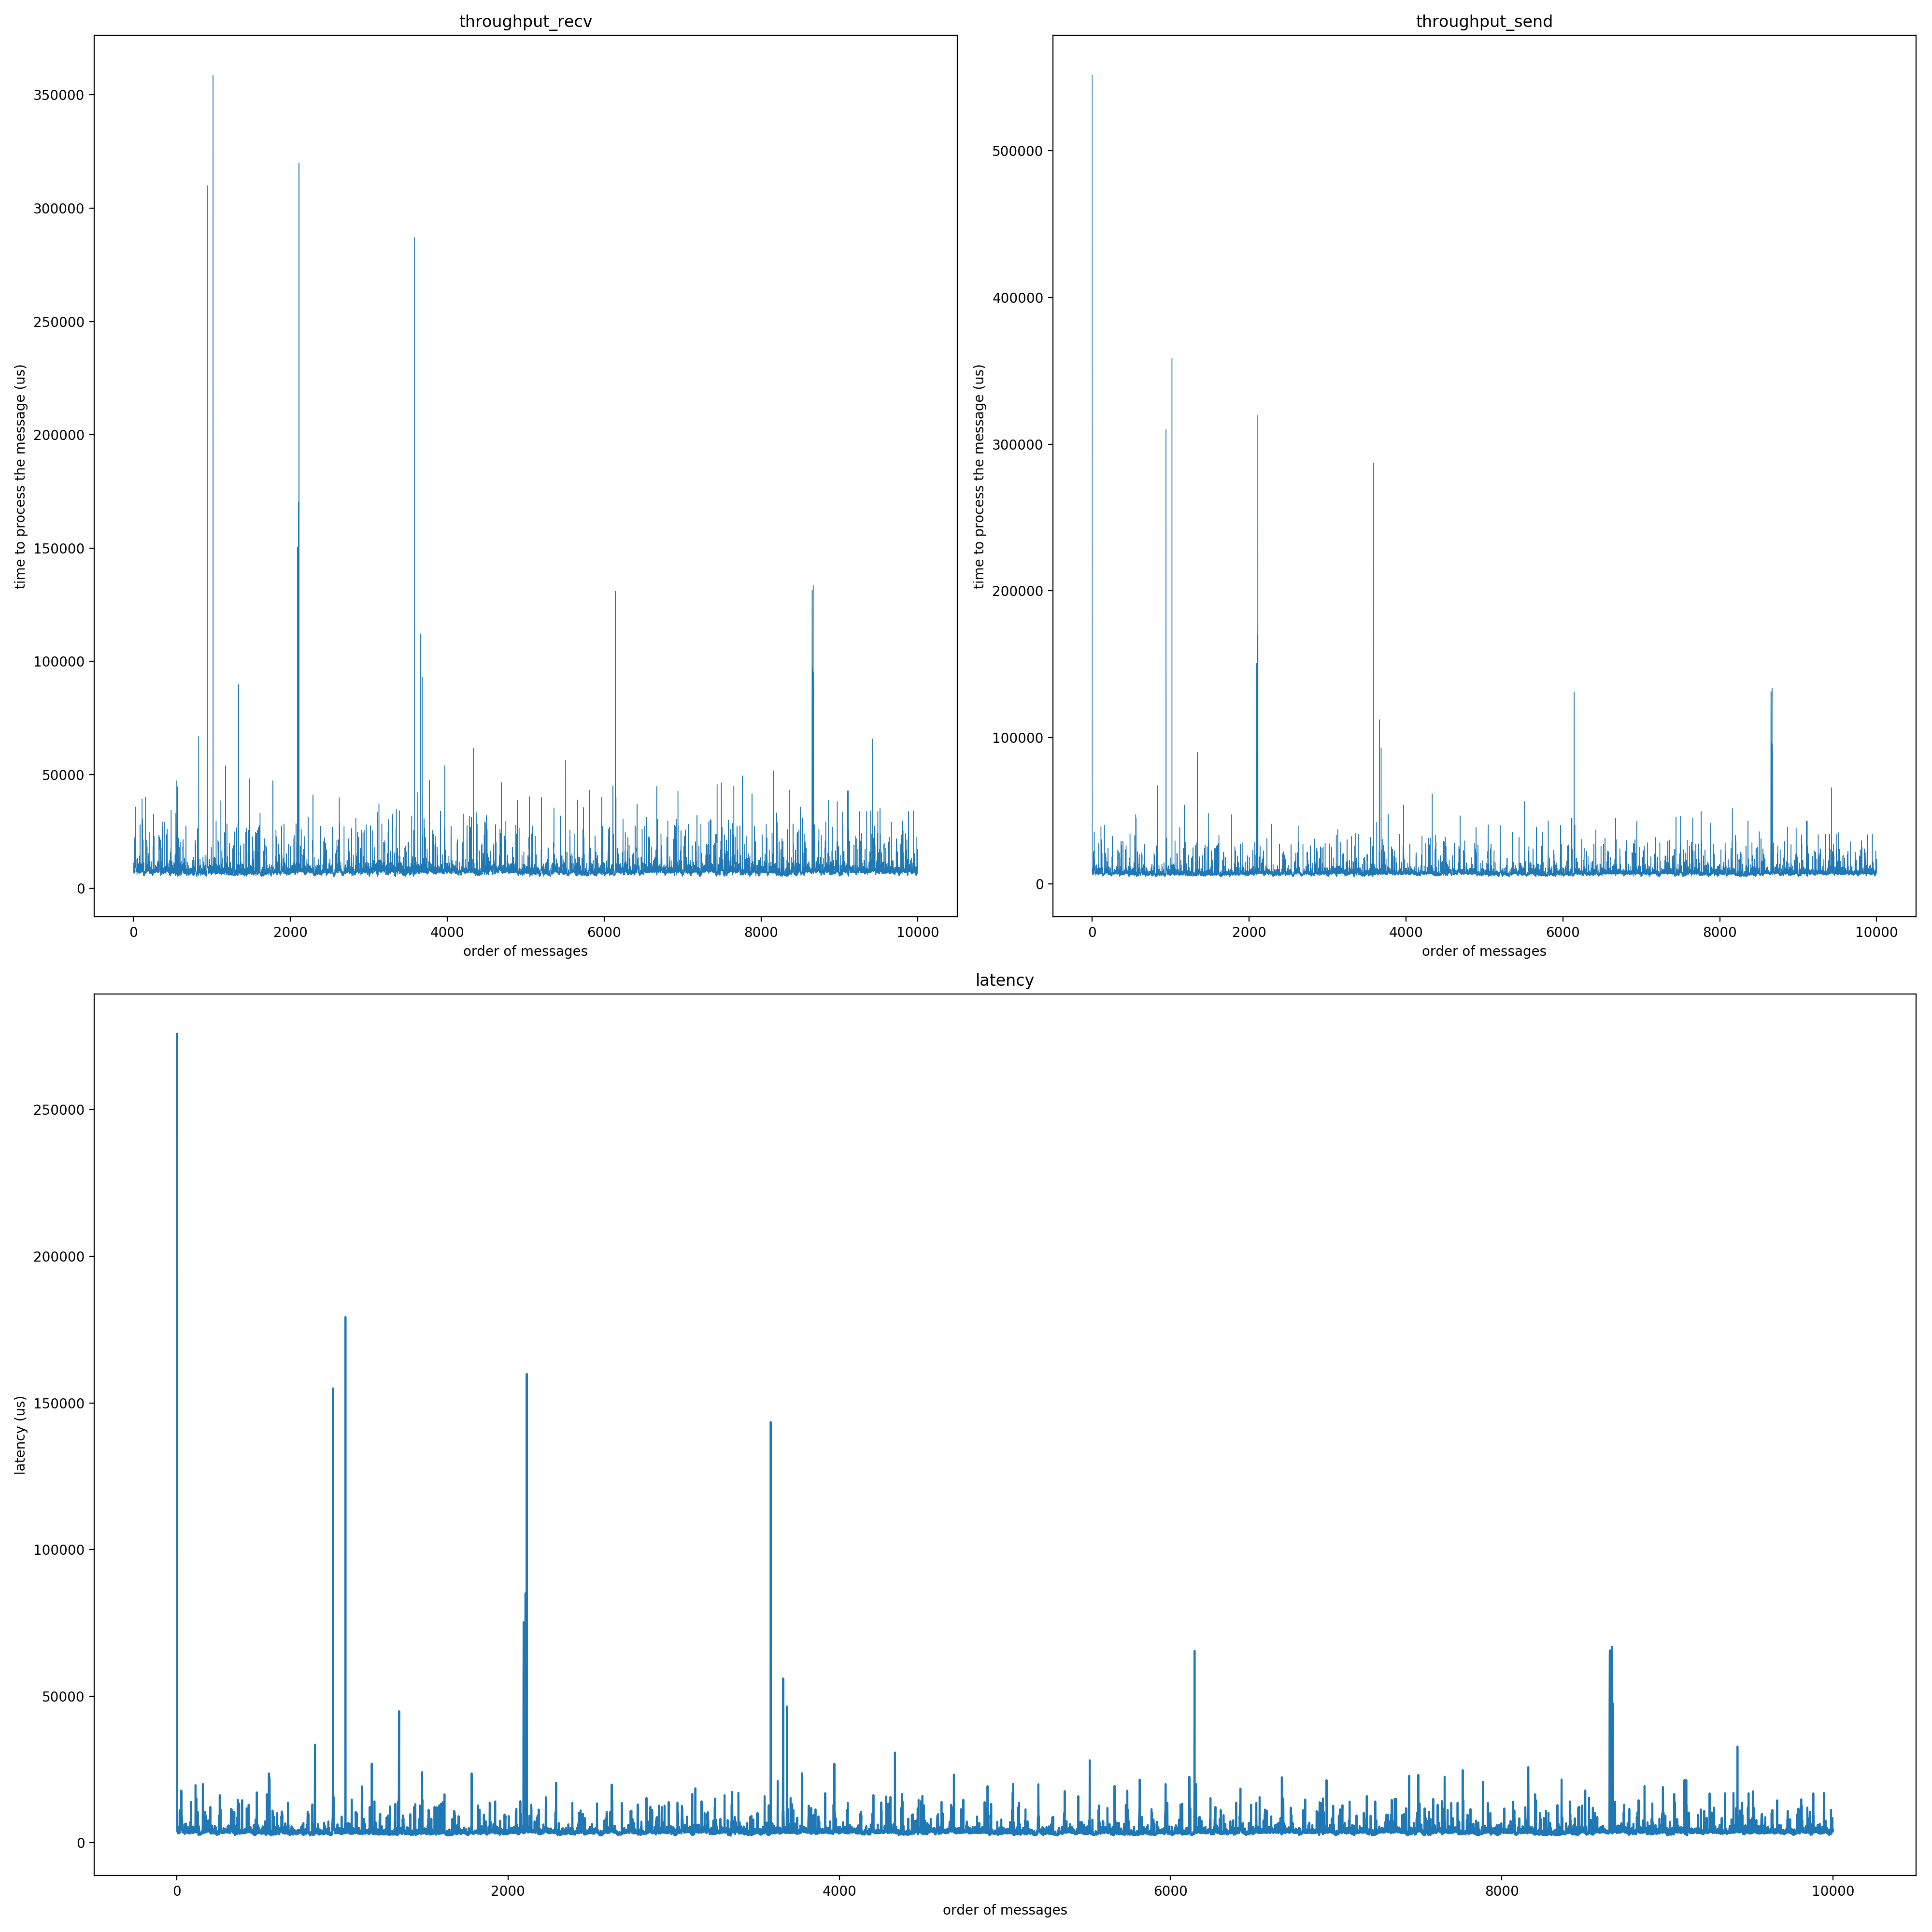 throughput_recv
time to process the message (us)
350000
300000
250000
200000
150000
100000
50000
0
0 2000 4000 6000 8000 10000
order of messages
throughput_send
time to process the message (us)
500000
400000
300000
200000
100000
0
0 2000 4000 6000 8000 10000
order of messages
latency
latency (us)
250000
200000
150000
100000
50000
0
0 2000 4000 6000 8000 10000
order of messages